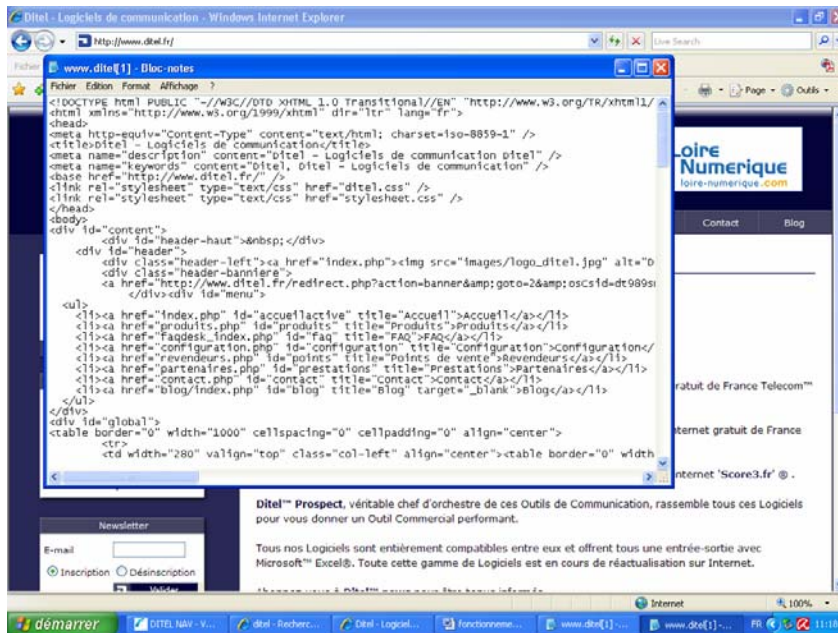 Ditel - Logiciels de communication - Windows Internet Explorer
http://www.ditel.fr/
Live Search
Fichier
Page
Outils
www.ditel[1] - Bloc-notes
Fichier Edition Format Affichage ?
<!DOCTYPE html PUBLIC "-//W3C//DTD XHTML 1.0 Transitional//EN" "http://www.w3.org/TR/xhtml1/
<html xmlns="http://www.w3.org/1999/xhtml" dir="ltr" lang="fr">
<head>
<meta http-equiv="Content-Type" content="text/html; charset=iso-8859-1" />
<title>Ditel - Logiciels de communication</title>
<meta name="description" content="Ditel - Logiciels de communication Ditel" />
<meta name="keywords" content="Ditel, Ditel - Logiciels de communication" />
<base href="http://www.ditel.fr/" />
<link rel="stylesheet" type="text/css" href="ditel.css" />
<link rel="stylesheet" type="text/css" href="stylesheet.css" />
</head>
<body>
<div id="content">
<div id="header-haut">&nbsp;</div>
<div id="header">
<div class="header-left"><a href="index.php"><img src="images/logo_ditel.jpg" alt="D
<div class="header-banniere">
<a href="http://www.ditel.fr/redirect.php?action=banner&amp;goto=2&amp;osCsid=dt989s
</div><div id="menu">
<ul>
<li><a href="index.php" id="accueilactive" title="Accueil">Accueil</a></li>
<li><a href="produits.php" id="produits" title="Produits">Produits</a></li>
<li><a href="faqdesk_index.php" id="faq" title="FAQ">FAQ</a></li>
<li><a href="configuration.php" id="configuration" title="Configuration">Configuration</
<li><a href="revendeurs.php" id="points" title="Points de vente">Revendeurs</a></li>
<li><a href="partenaires.php" id="prestations" title="Prestations">Partenaires</a></li>
<li><a href="contact.php" id="contact" title="Contact">Contact</a></li>
<li><a href="blog/index.php" id="blog" title="Blog" target="_blank">Blog</a></li>
</ul>
</div>
<div id="global">
<table border="0" width="1000" cellspacing="0" cellpadding="0" align="center">
<tr>
<td width="280" valign="top" class="col-left" align="center"><table border="0" width
Loire
Numerique
loire-numerique.com
Contact Blog
gratuit de France Telecom™
nternet gratuit de France
nternet 'Score3.fr' ® .
Ditel™ Prospect, véritable chef d'orchestre de ces Outils de Communication, rassemble tous ces Logiciels
pour vous donner un Outil Commercial performant.
Tous nos Logiciels sont entièrement compatibles entre eux et offrent tous une entrée-sortie avec
Microsoft™ Excel®. Toute cette gamme de Logiciels est en cours de réactualisation sur Internet.
Newsletter
E-mail
Inscription Désinscription
Valider
Internet 100%
démarrer
DITEL NAV - V...
ditel - Recherc...
Ditel - Logiciel...
fonctionneme...
www.ditel[1] -...
www.ditel[1] -...
FR
11:18